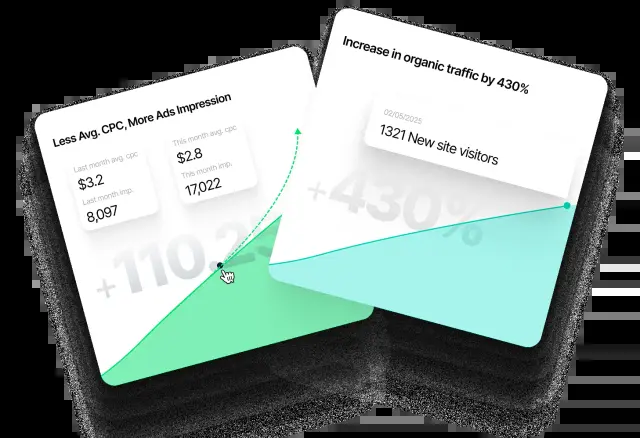 Less Avg. CPC, More Ads Impression
Last month avg. cpc
$3.2
Last month imp.
8,097
This month avg. cpc
$2.8
This month imp.
17,022
Increase in organic traffic by 430%
02/05/2025
1321 New site visitors
+430%